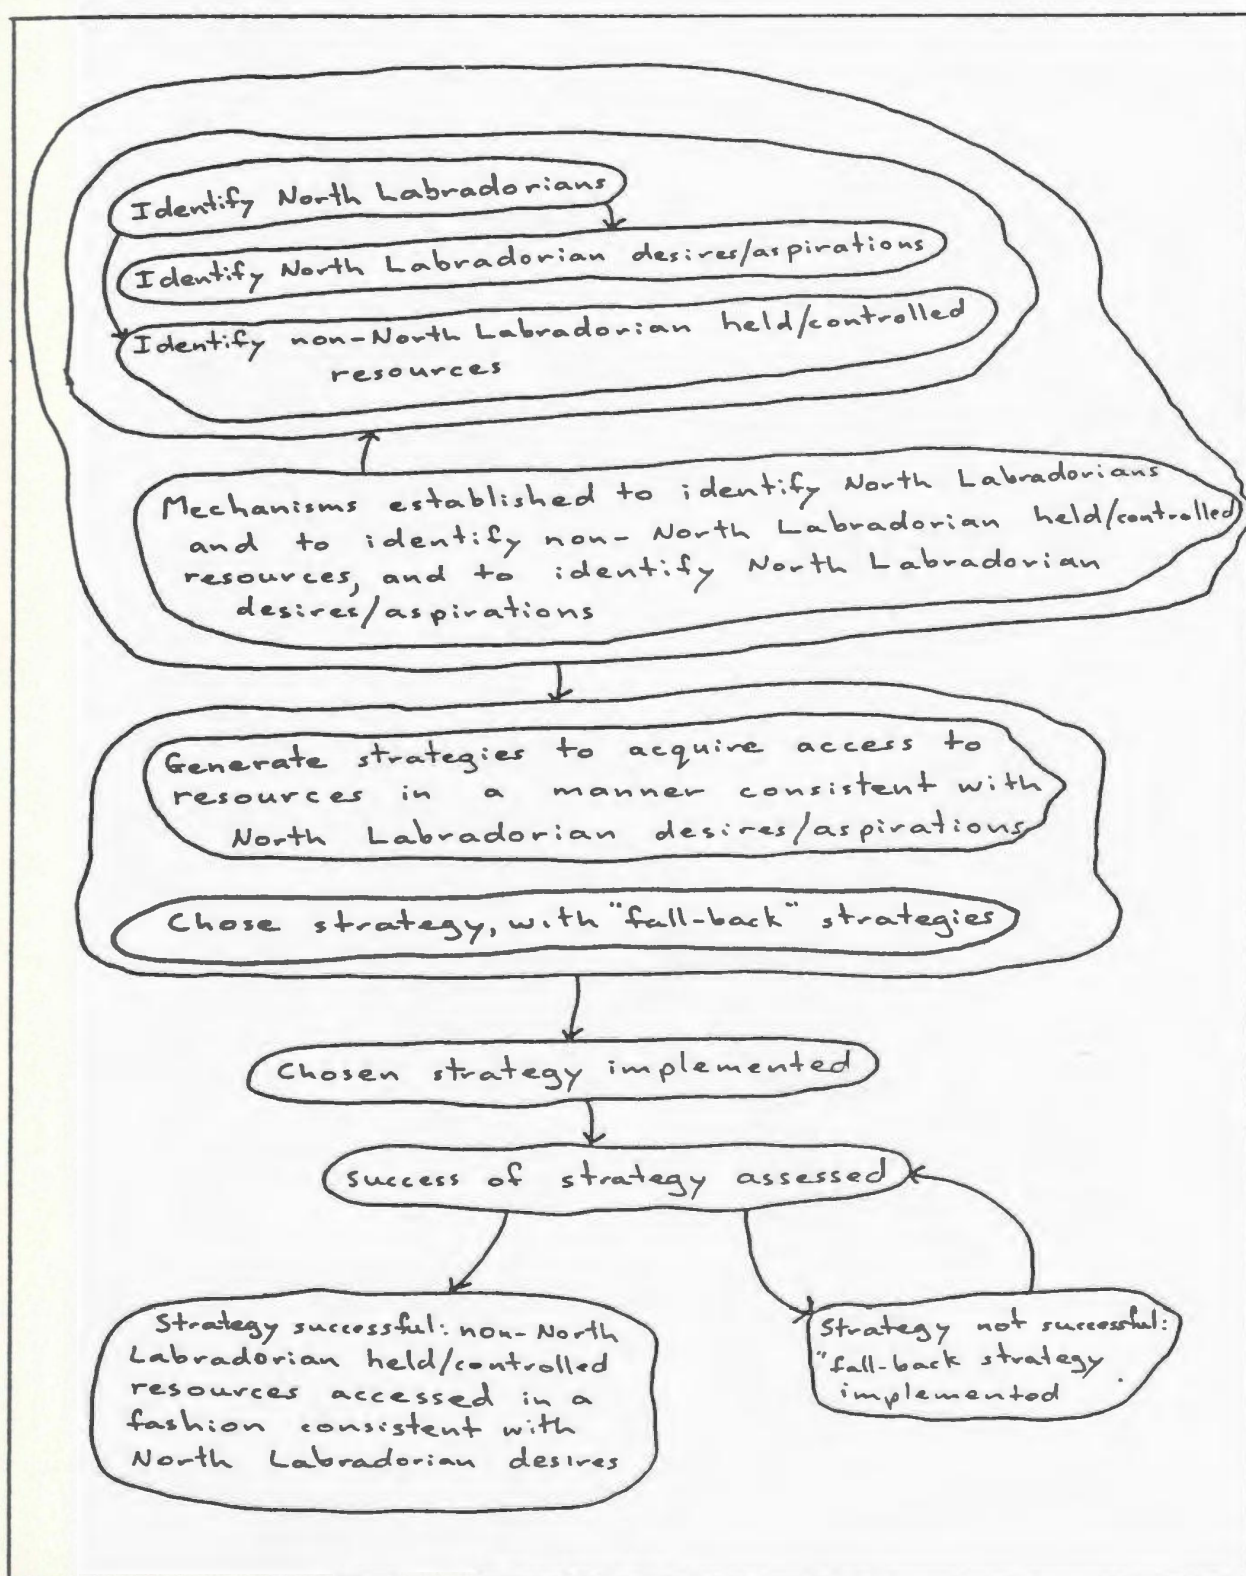 Identify North Labradorians
Identify North Labradorian desires/aspirations
Identify non-North Labradorian held/controlled
resources
Mechanisms established to identify North Labradorians
and to identify non-North Labradorian held/controlled
resources, and to identify North Labradorian
desires/aspirations
Generate strategies to acquire access to
resources in a manner consistent with
North Labradorian desires/aspirations
Chose strategy, with "fall-back" strategies
Chosen strategy implemented
Success of strategy assessed
Strategy successful: non-North
Labradorian held/controlled
resources accessed in a
fashion consistent with
North Labradorian desires
Strategy not successful:
"fall-back strategy
implemented